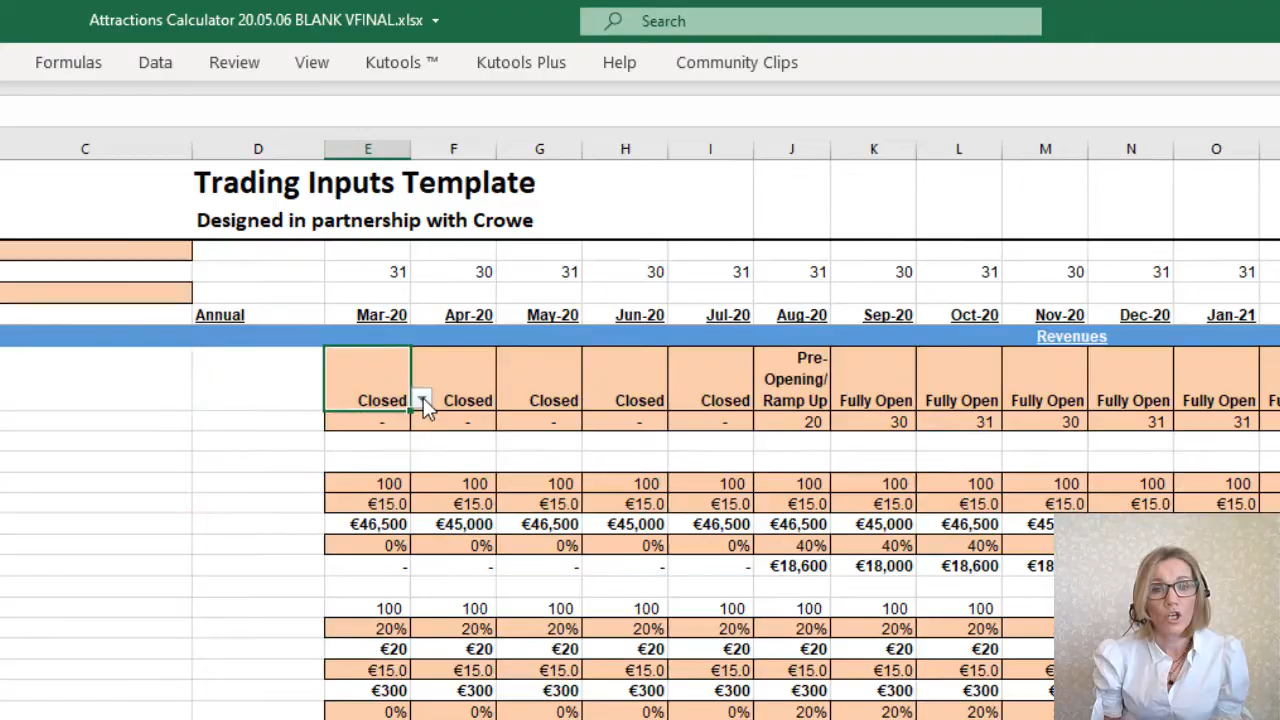 Attractions Calculator 20.05.06 BLANK VFINAL.xlsx
Search
Formulas Data Review View Kutools ™ Kutools Plus Help Community Clips
C D E F G H I J K L M N O
Trading Inputs Template
Designed in partnership with Crowe
31 30 31 30 31 31 30 31 30 31 31
Annual Mar-20 Apr-20 May-20 Jun-20 Jul-20 Aug-20 Sep-20 Oct-20 Nov-20 Dec-20 Jan-21
Revenues
Pre-
Opening/
Closed Closed Closed Closed Closed Ramp Up Fully Open Fully Open Fully Open Fully Open Fully Open
- - - - - 20 30 31 30 31 31
100 100 100 100 100 100 100 100 100 100 100
€15.0 €15.0 €15.0 €15.0 €15.0 €15.0 €15.0 €15.0 €15.0 €15.0 €15.0
€46,500 €45,000 €46,500 €45,000 €46,500 €46,500 €45,000 €46,500
0% 0% 0% 0% 0% 40% 40% 40%
- - - - - €18,600 €18,000 €18,600
100 100 100 100 100 100 100 100
20% 20% 20% 20% 20% 20% 20% 20%
€20 €20 €20 €20 €20 €20 €20 €20
€15.0 €15.0 €15.0 €15.0 €15.0 €15.0 €15.0 €15.0
€300 €300 €300 €300 €300 €300 €300 €300
0% 0% 0% 0% 0% 20% 20% 20%